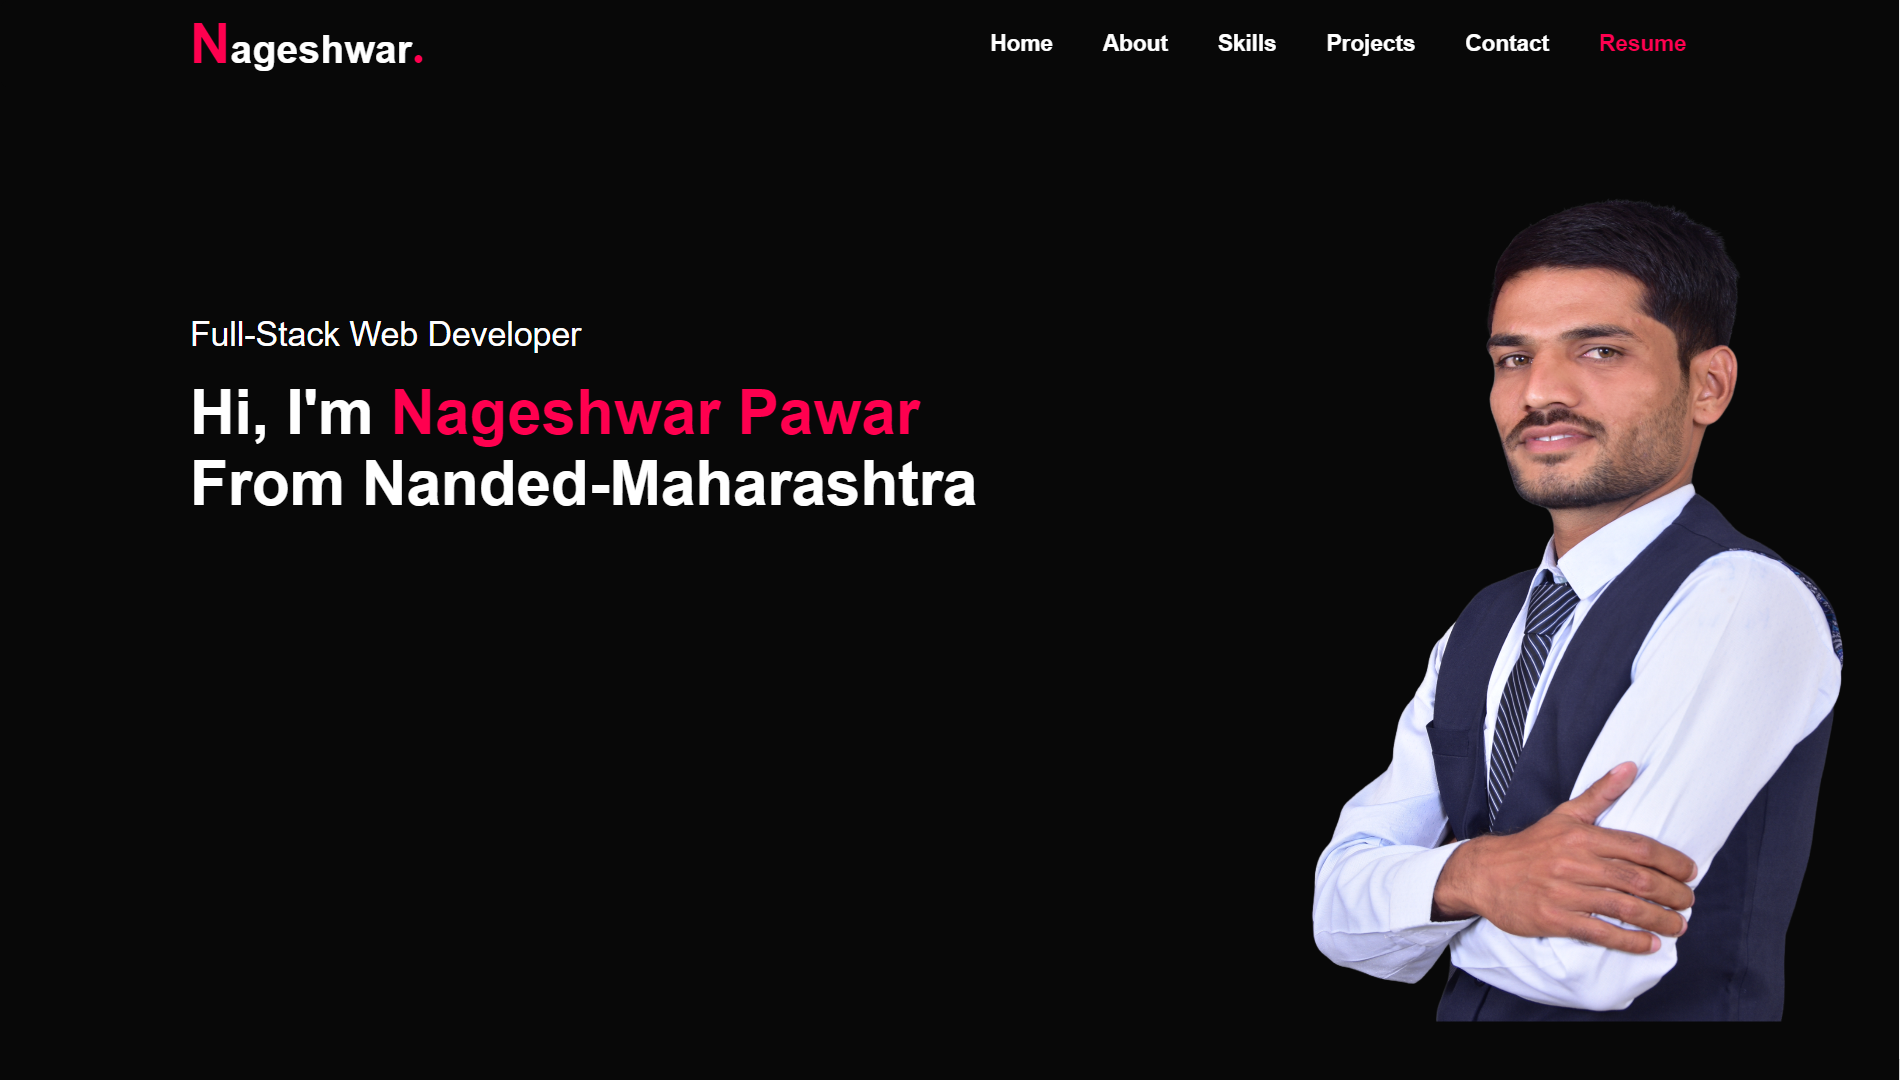 Nageshwar.
Home About Skills Projects Contact Resume
Full-Stack Web Developer
Hi, I'm Nageshwar Pawar
From Nanded-Maharashtra